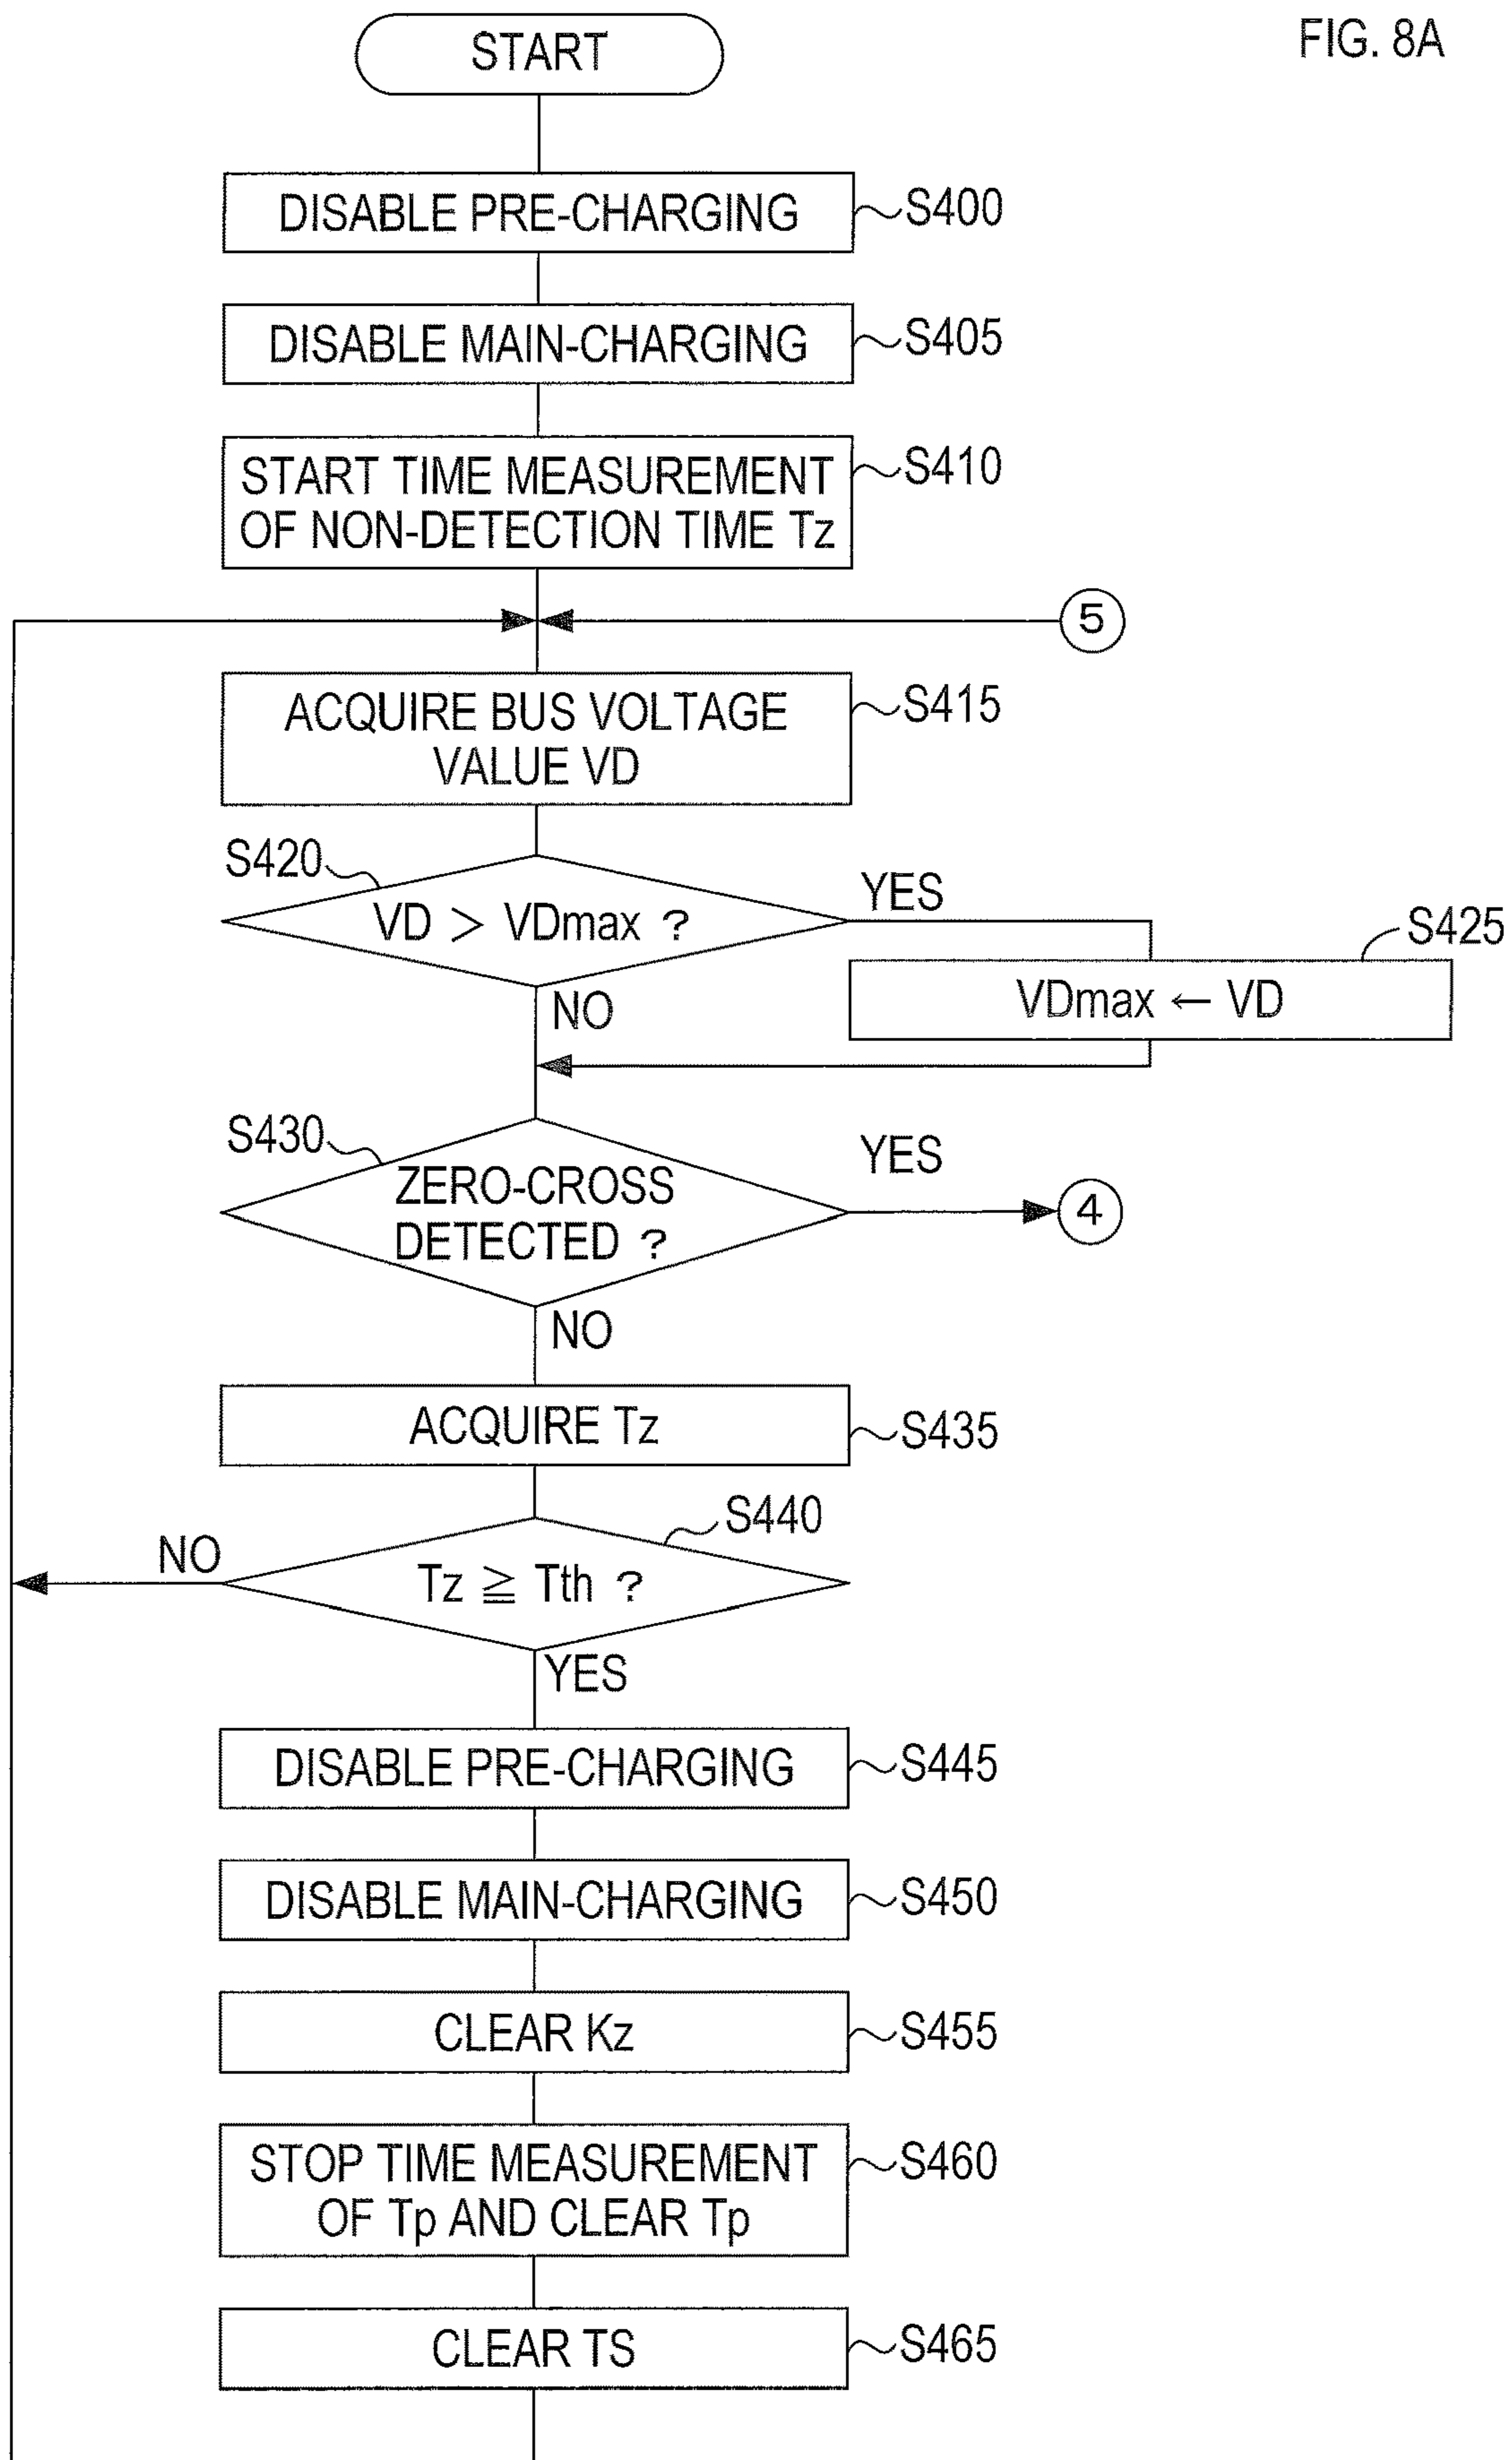 FIG. 8A
START
DISABLE PRE-CHARGING
S400
DISABLE MAIN-CHARGING
S405
START TIME MEASUREMENT
OF NON-DETECTION TIME Tz
S410
5
ACQUIRE BUS VOLTAGE
VALUE VD
S415
S420
VD > VDmax ?
YES
NO
S425
VDmax ← VD
S430
ZERO-CROSS
DETECTED ?
YES
4
NO
ACQUIRE Tz
S435
S440
Tz ≧ Tth ?
NO
YES
DISABLE PRE-CHARGING
S445
DISABLE MAIN-CHARGING
S450
CLEAR Kz
S455
STOP TIME MEASUREMENT
OF Tp AND CLEAR Tp
S460
CLEAR TS
S465